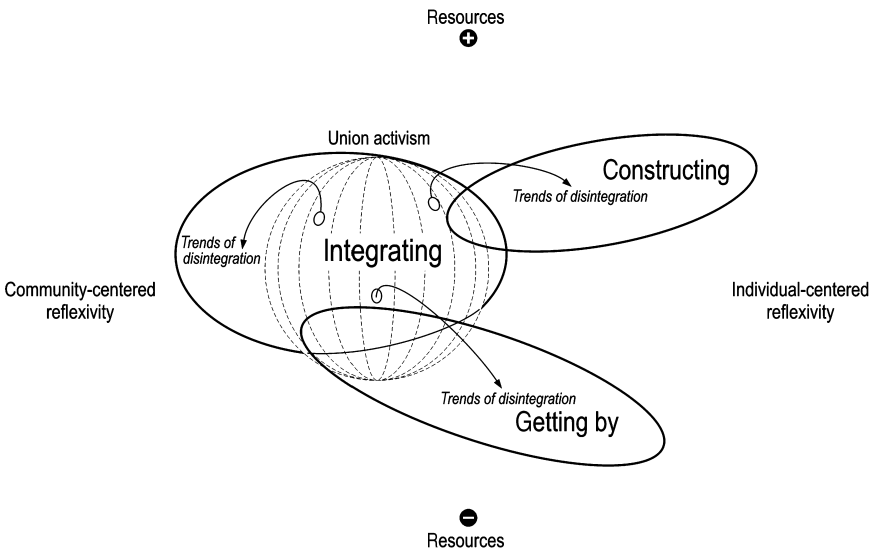 Resources
+
Union activism
Constructing
Trends of disintegration
Trends of
disintegration
Integrating
Community-centered
reflexivity
Individual-centered
reflexivity
Trends of disintegration
Getting by
−
Resources